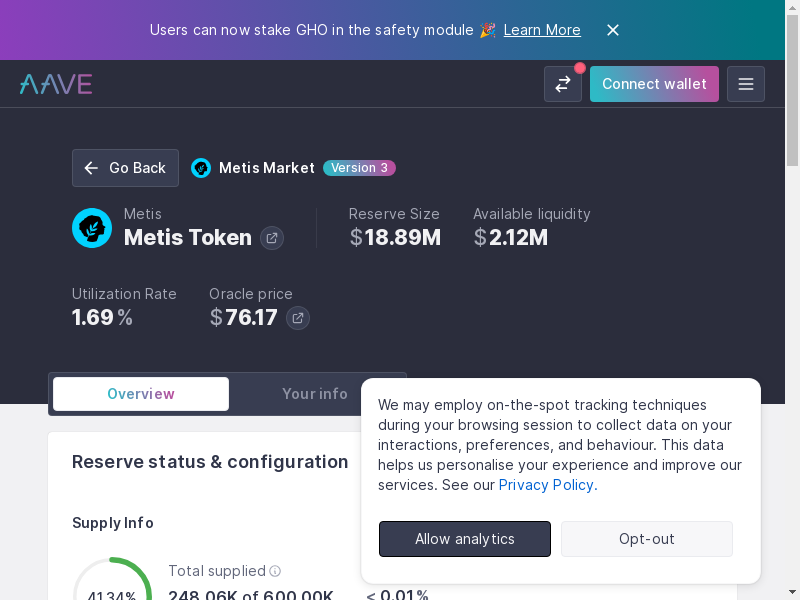 Users can now stake GHO in the safety module 🎉 Learn More
AAVE
Connect wallet
Go Back
Metis Market
Version 3
Metis
Metis Token
Reserve Size
$18.89M
Available liquidity
$2.12M
Utilization Rate
1.69%
Oracle price
$76.17
Overview
Your info
We may employ on-the-spot tracking techniques
during your browsing session to collect data on your
interactions, preferences, and behaviour. This data
helps us personalise your experience and improve our
services. See our Privacy Policy.
Allow analytics
Opt-out
Reserve status & configuration
Supply Info
41.34%
Total supplied
248.06K of 600.00K
< 0.01%